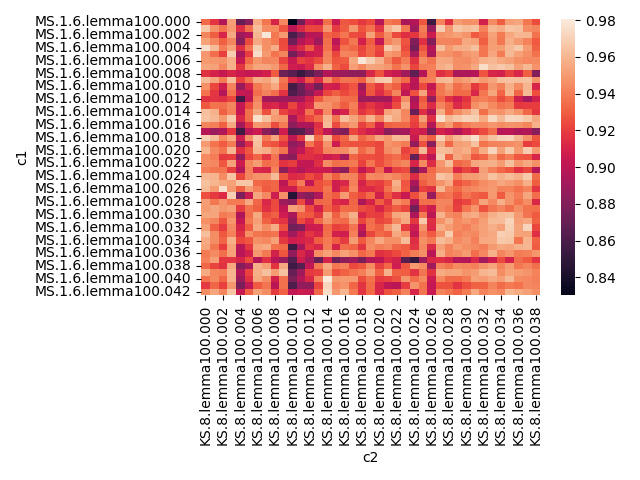 MS.1.6.lemma100.000
MS.1.6.lemma100.002
MS.1.6.lemma100.004
MS.1.6.lemma100.006
MS.1.6.lemma100.008
MS.1.6.lemma100.010
MS.1.6.lemma100.012
MS.1.6.lemma100.014
MS.1.6.lemma100.016
MS.1.6.lemma100.018
MS.1.6.lemma100.020
MS.1.6.lemma100.022
MS.1.6.lemma100.024
MS.1.6.lemma100.026
MS.1.6.lemma100.028
MS.1.6.lemma100.030
MS.1.6.lemma100.032
MS.1.6.lemma100.034
MS.1.6.lemma100.036
MS.1.6.lemma100.038
MS.1.6.lemma100.040
MS.1.6.lemma100.042
c1
KS.8.lemma100.000
KS.8.lemma100.002
KS.8.lemma100.004
KS.8.lemma100.006
KS.8.lemma100.008
KS.8.lemma100.010
KS.8.lemma100.012
KS.8.lemma100.014
KS.8.lemma100.016
KS.8.lemma100.018
KS.8.lemma100.020
KS.8.lemma100.022
KS.8.lemma100.024
KS.8.lemma100.026
KS.8.lemma100.028
KS.8.lemma100.030
KS.8.lemma100.032
KS.8.lemma100.034
KS.8.lemma100.036
KS.8.lemma100.038
c2
0.98
0.96
0.94
0.92
0.90
0.88
0.86
0.84